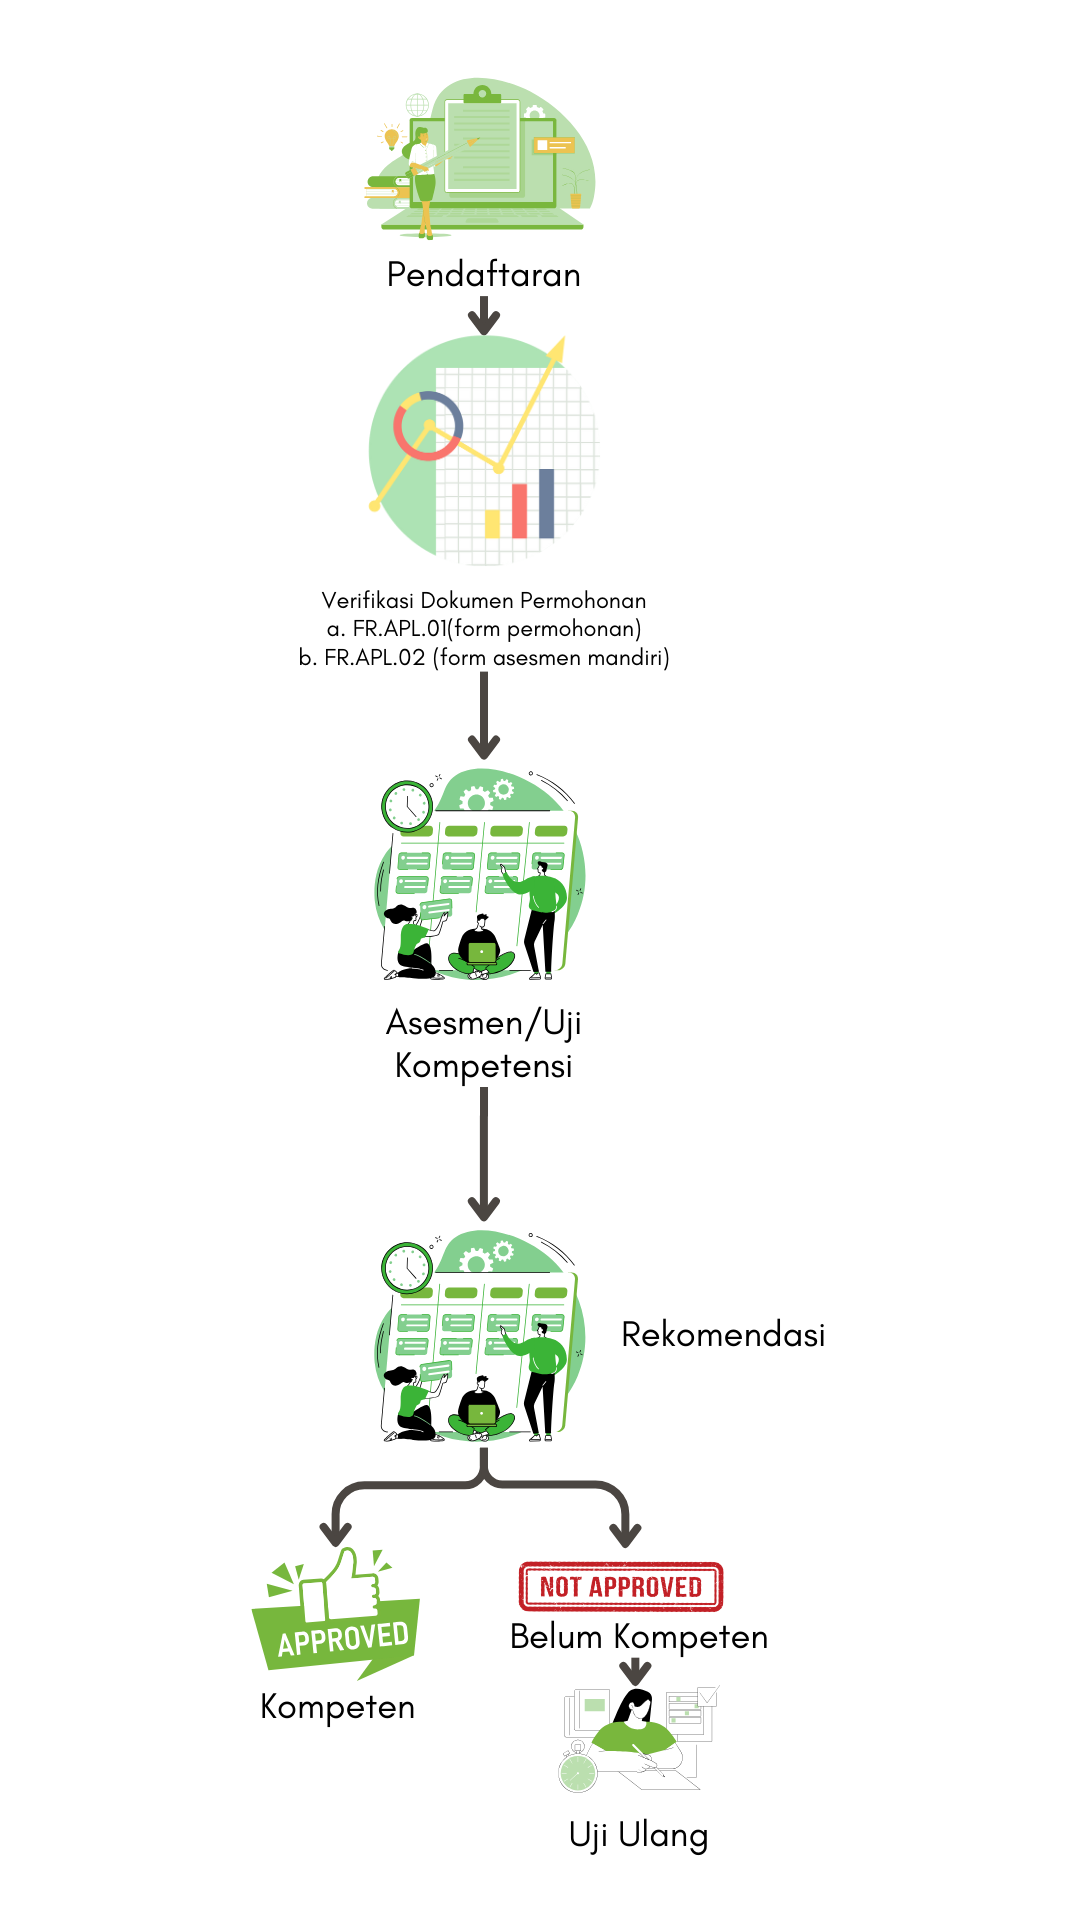 Pendaftaran
Verifikasi Dokumen Permohonan
a. FR.APL.01(form permohonan)
b. FR.APL.02 (form asesmen mandiri)
Asesmen/Uji
Kompetensi
Rekomendasi
APPROVED
Kompeten
NOT APPROVED
Belum Kompeten
Uji Ulang